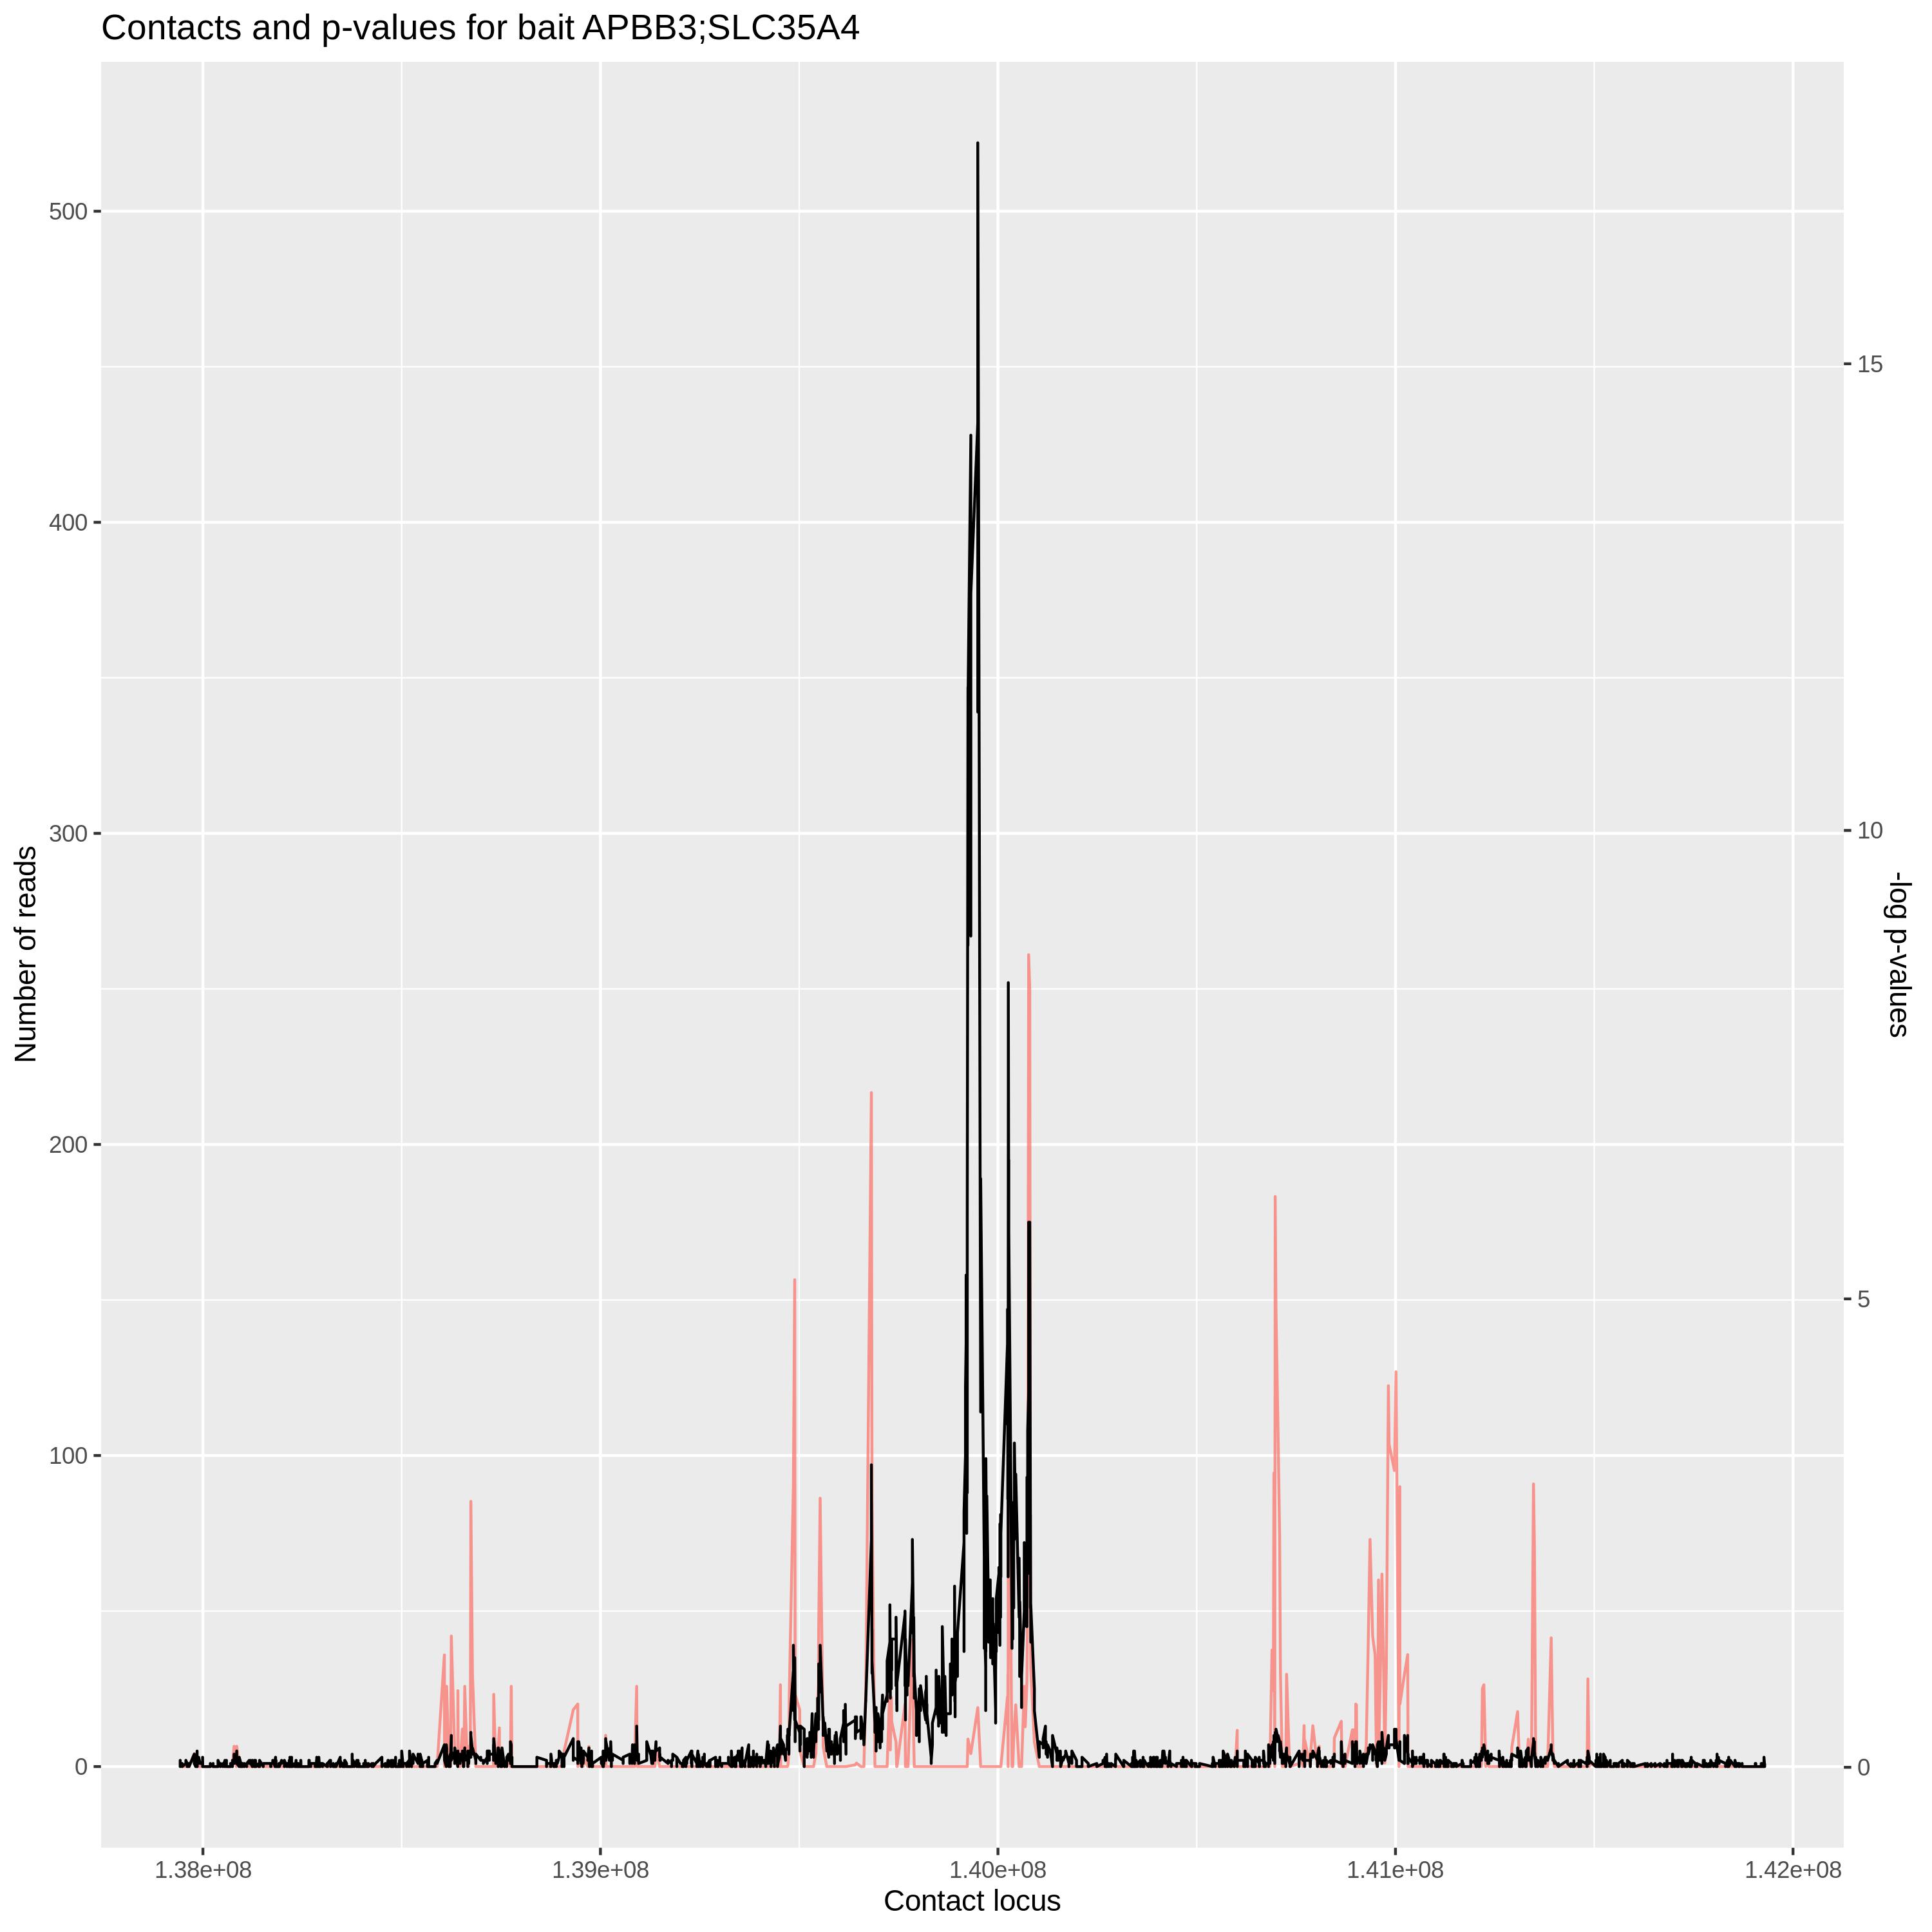 Contacts and p-values for bait APBB3;SLC35A4
Number of reads
500
400
300
200
100
0
15
10
5
0
-log p-values
1.38e+08
1.39e+08
1.40e+08
1.41e+08
1.42e+08
Contact locus